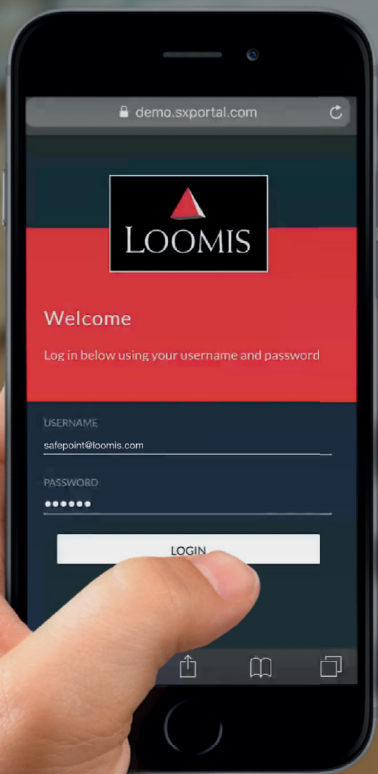 demo.sxportal.com
LOOMIS
Welcome
Log in below using your username and password
USERNAME
safepoint@loomis.com
PASSWORD
LOGIN